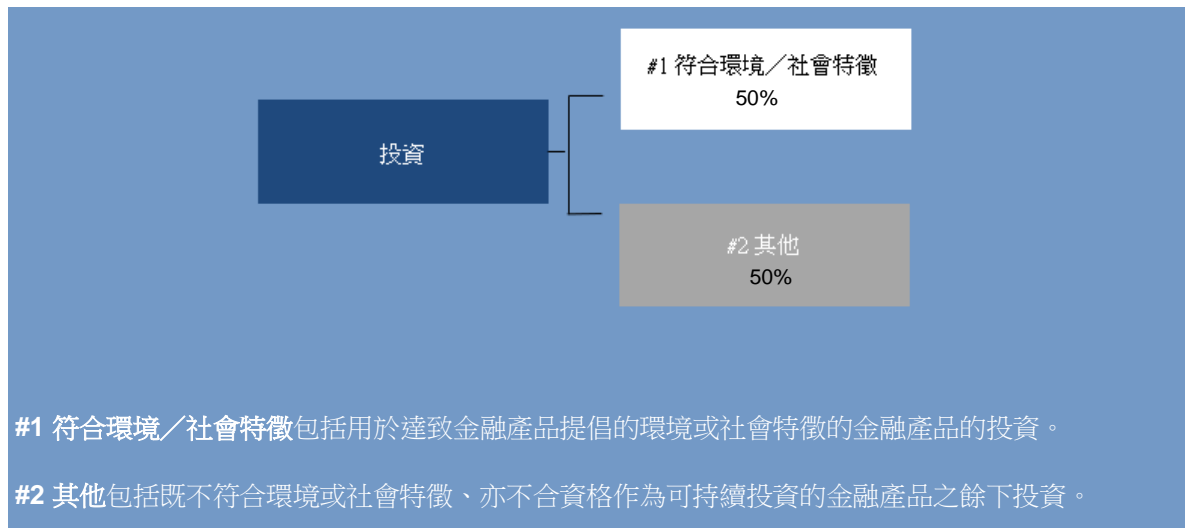 #1 符合環境／社會特徵
50%
投資
#2 其他
50%
#1 符合環境／社會特徵包括用於達致金融產品提倡的環境或社會特徵的金融產品的投資。
#2 其他包括既不符合環境或社會特徵、亦不合資格作為可持續投資的金融產品之餘下投資。